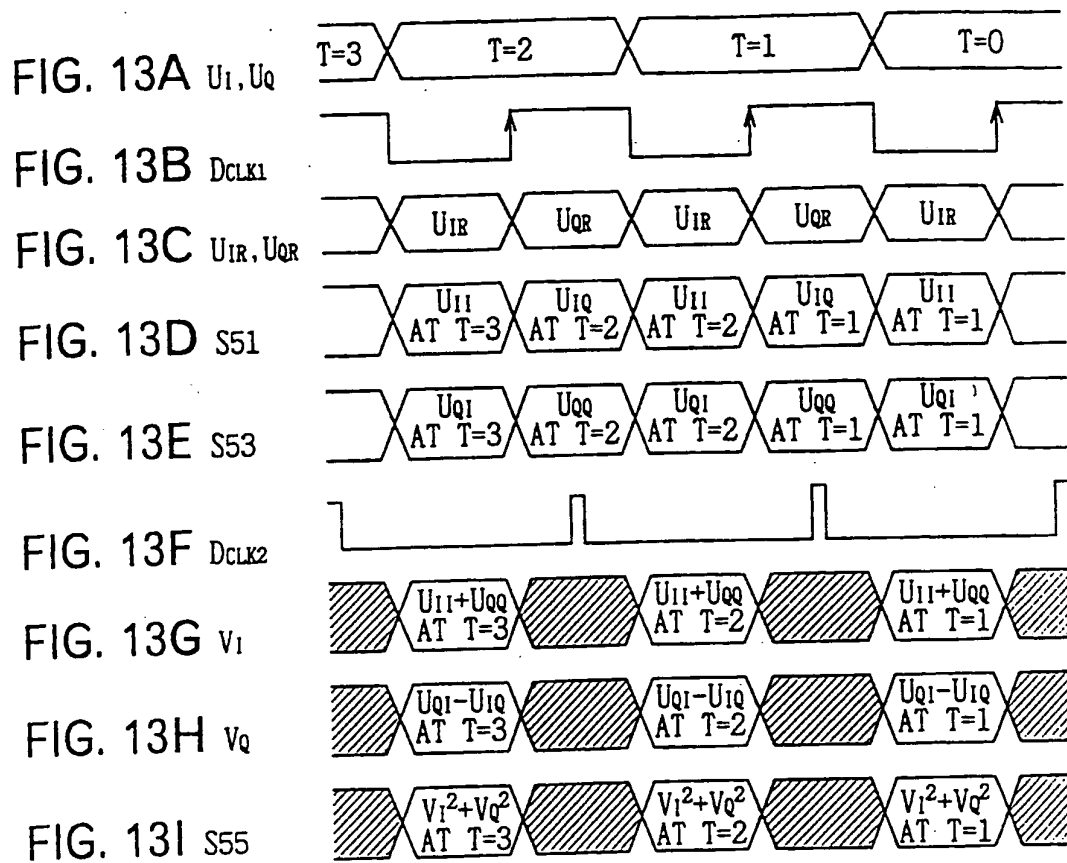 FIG. 13A UI,UQ T=3 T=2 T=1 T=0
FIG. 13B DCLK1
FIG. 13C UIR,UQR UIR UQR UIR UQR UIR
FIG. 13D S51 UII AT T=3 UIQ AT T=2 UII AT T=2 UIQ AT T=1 UII AT T=1
FIG. 13E S53 UQI AT T=3 UQQ AT T=2 UQI AT T=2 UQQ AT T=1 UQI AT T=1
FIG. 13F DCLK2
FIG. 13G VI UII+UQQ AT T=3 UII+UQQ AT T=2 UII+UQQ AT T=1
FIG. 13H VQ UQI-UIQ AT T=3 UQI-UIQ AT T=2 UQI-UIQ AT T=1
FIG. 13I S55 VI²+VQ² AT T=3 VI²+VQ² AT T=2 VI²+VQ² AT T=1